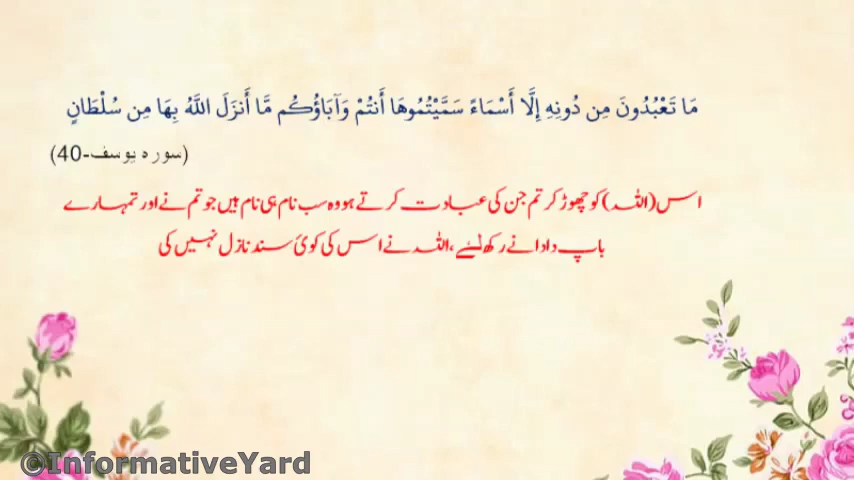 مَا تَعْبُدُونَ مِن دُونِهِ إِلَّا أَسْمَاءً سَمَّيْتُمُوهَا أَنتُمْ وَآبَاؤُكُم مَّا أَنزَلَ اللَّهُ بِهَا مِن سُلْطَانٍ
(سورہ یوسف-40)
اس (اللہ) کو چھوڑ کر تم جن کی عبادت کرتے ہو وہ سب نام ہی نام ہیں جو تم نے اور تمہارے
باپ دادا نے رکھ لئے، اللہ نے اس کی کوئ سند نازل نہیں کی
©InformativeYard